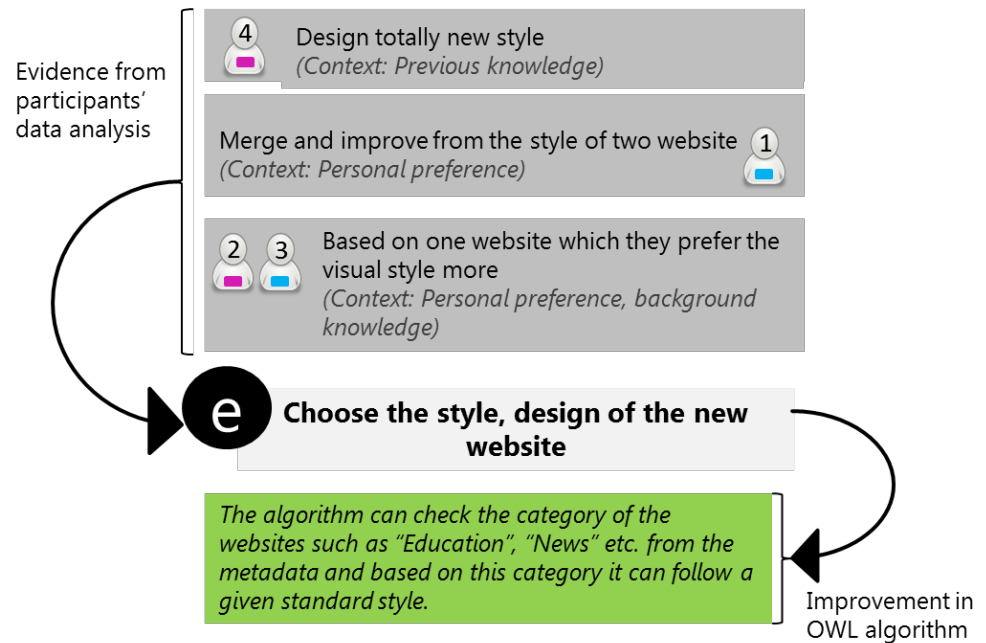 Evidence from
participants'
data analysis
4
Design totally new style
(Context: Previous knowledge)
Merge and improve from the style of two website
(Context: Personal preference)
1
2
3
Based on one website which they prefer the
visual style more
(Context: Personal preference, background
knowledge)
e
Choose the style, design of the new
website
The algorithm can check the category of the
websites such as “Education”, “News” etc. from the
metadata and based on this category it can follow a
given standard style.
Improvement in
OWL algorithm